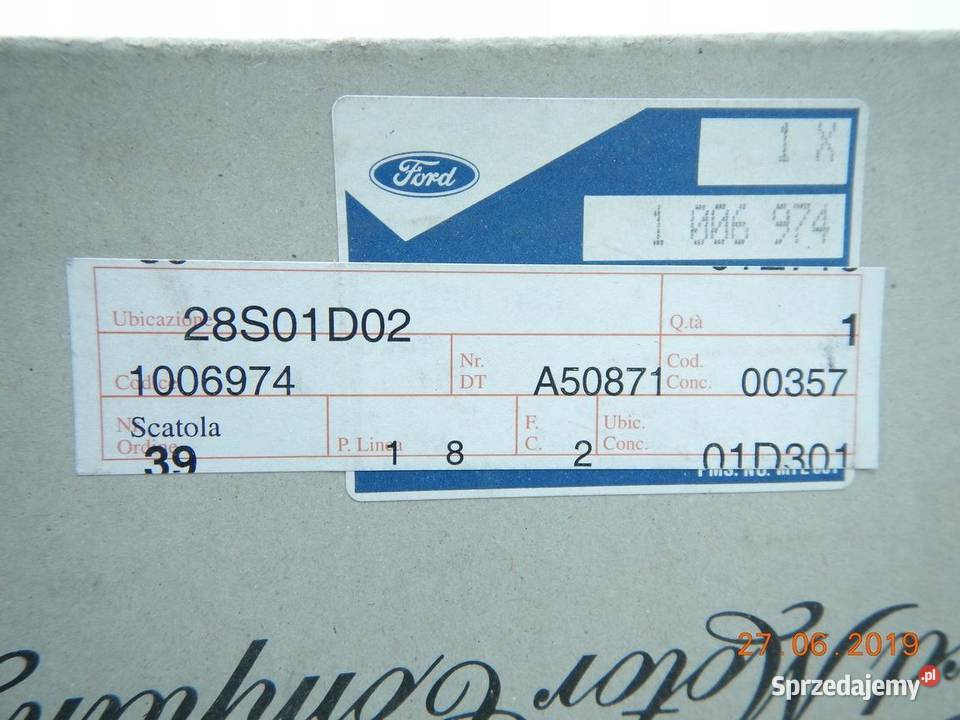 Ford
1 X
1 006 974
Ubicazione 28S01D02
Q.tà 1
Codice 1006974
Nr. DT A50871
Cod. Conc. 00357
Nr. Ordine Scatola 39
P. Linea 1 8
F. C. 2
Ubic. Conc. 01D301
Motor Company
27.06.2019
Sprzedajemy.pl